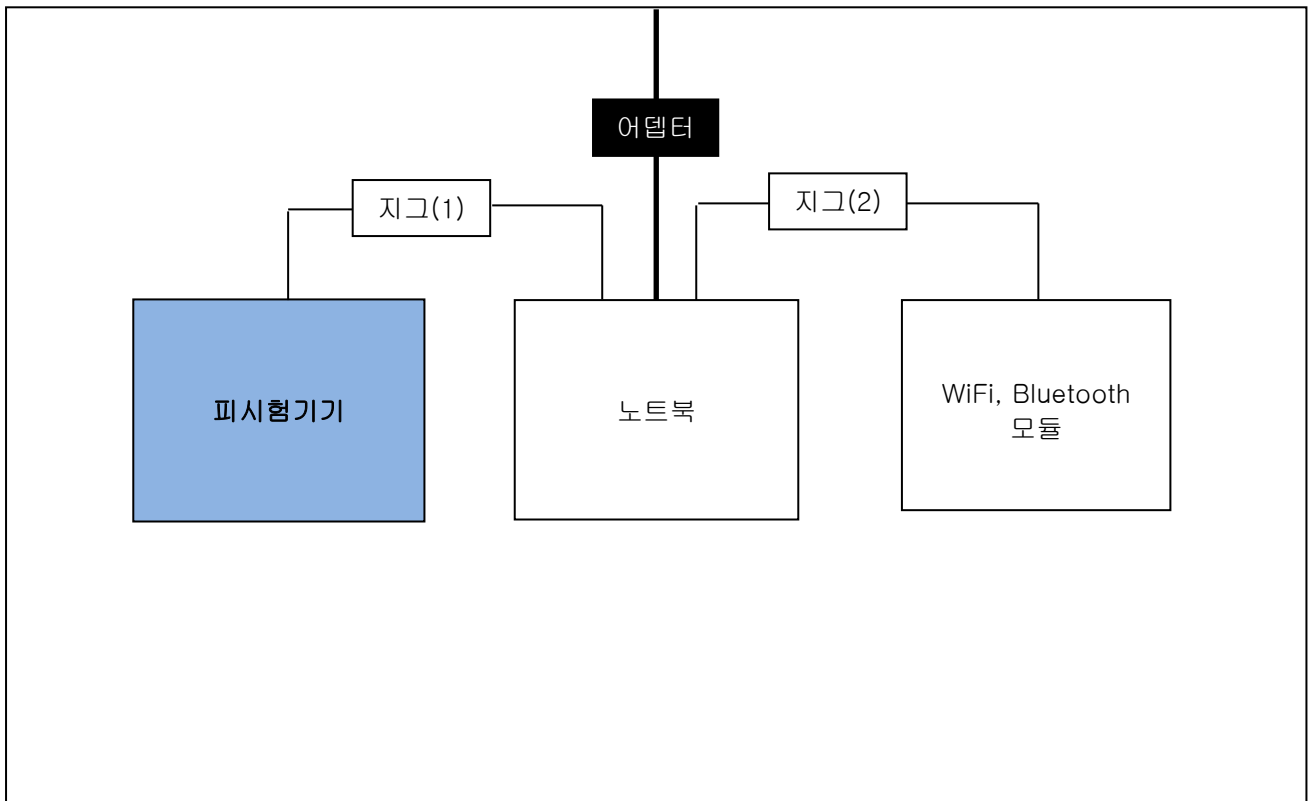 어뎁터
지그(1)
지그(2)
피시험기기
노트북
WiFi, Bluetooth
모듈